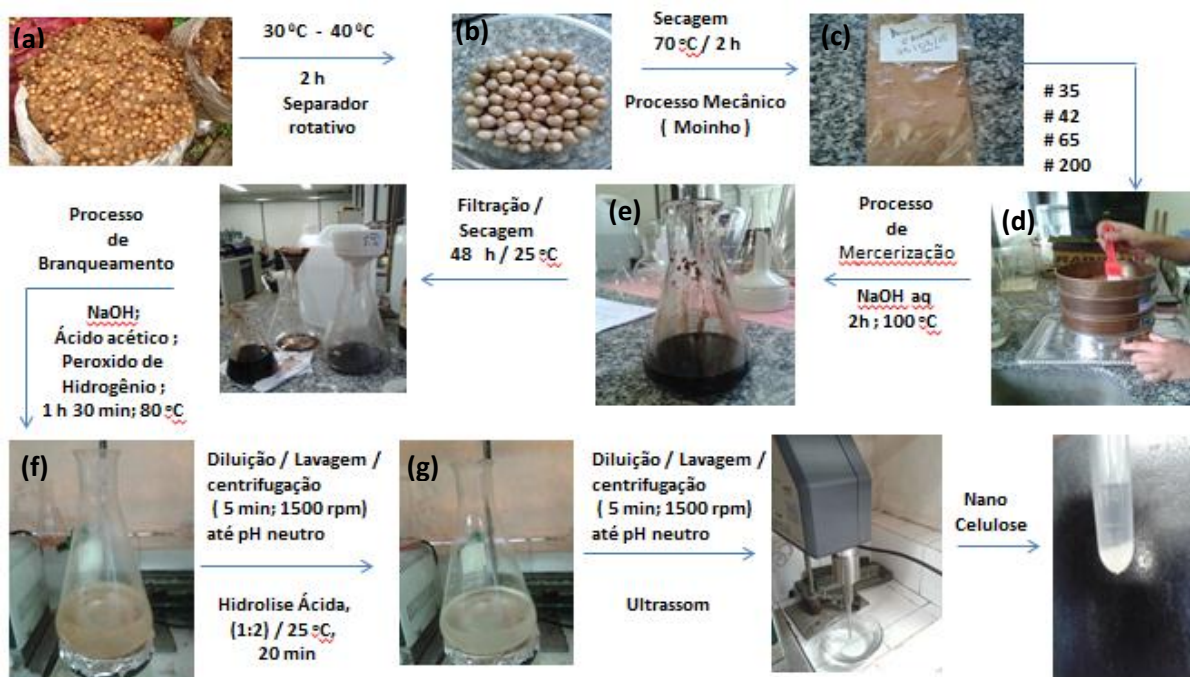 (a)
30ºC - 40ºC
2 h
Separador
rotativo
(b)
Secagem
70 ºC / 2 h
Processo Mecânico
( Moinho )
(c)
# 35
# 42
# 65
# 200
(d)
Processo
de
Mercerização
NaOH aq
2h ; 100 ºC
(e)
Filtração /
Secagem
48 h / 25 ºC
Processo
de
Branqueamento
NaOH;
Ácido acético ;
Peroxido de
Hidrogênio ;
1 h 30 min; 80 ºC
(f)
Diluição / Lavagem /
centrifugação
( 5 min; 1500 rpm)
até pH neutro
Hidrolise Ácida,
(1:2) / 25 ºC,
20 min
(g)
Diluição / Lavagem /
centrifugação
( 5 min; 1500 rpm)
até pH neutro
Ultrassom
Nano
Celulose